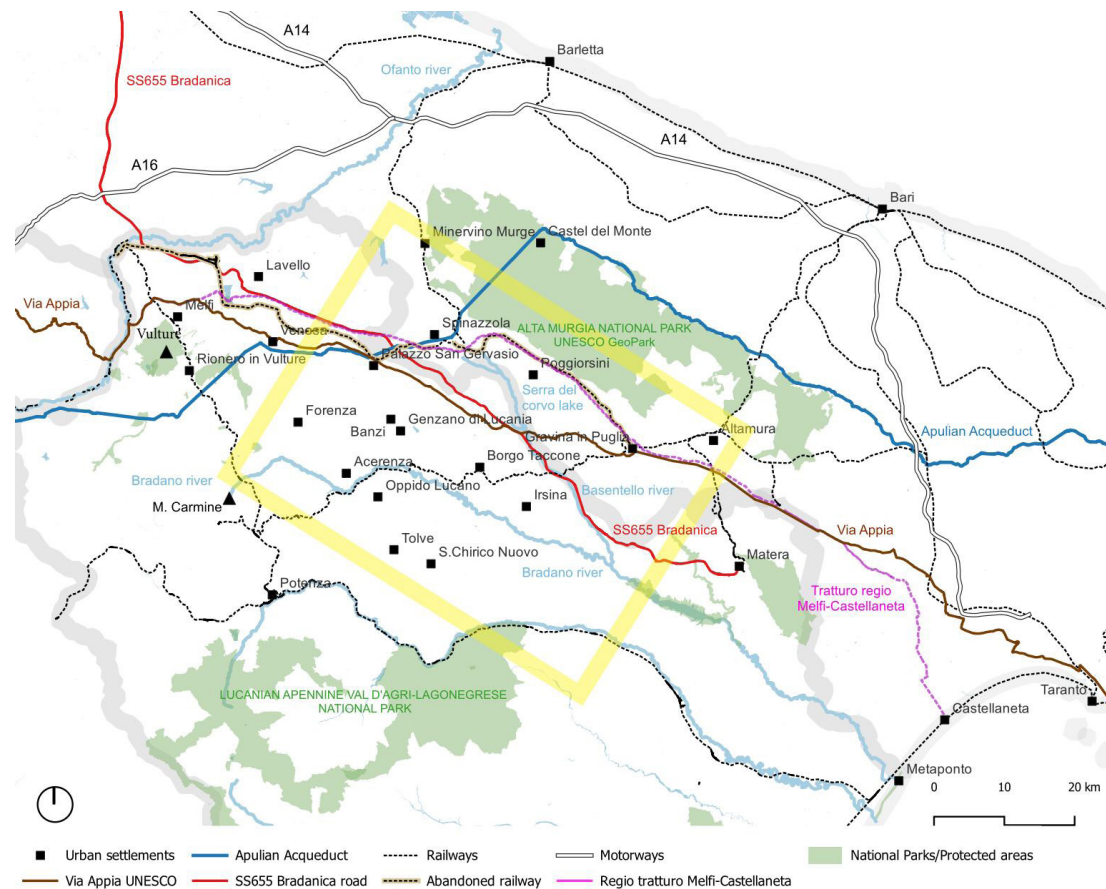 A14
Barletta
Ofanto river
SS655 Bradanica
A14
A16
Bari
Minervino Murge
Castel del Monte
Lavello
Via Appia
Melfi
Vulture
Venosa
Spinazzola
ALTA MURGIA NATIONAL PARK
UNESCO GeoPark
Rionero in Vulture
Palazzo San Gervasio
Poggiorsini
Serra del
corvo lake
Forenza
Genzano di Lucania
Banzi
Gravina in Puglia
Altamura
Apulian Acqueduct
Acerenza
Borgo Taccone
Bradano river
Oppido Lucano
Basentello river
M. Carmine
Irsina
SS655 Bradanica
Via Appia
Tolve
S.Chirico Nuovo
Bradano river
Matera
Potenza
Tratturo regio
Melfi-Castellaneta
LUCANIAN APENNINE VAL D'AGRI-LAGONEGRESE
NATIONAL PARK
Taranto
Castellaneta
Metaponto
0 10 20 km
Urban settlements Apulian Acqueduct Railways Motorways National Parks/Protected areas
Via Appia UNESCO SS655 Bradanica road Abandoned railway Regio tratturo Melfi-Castellaneta